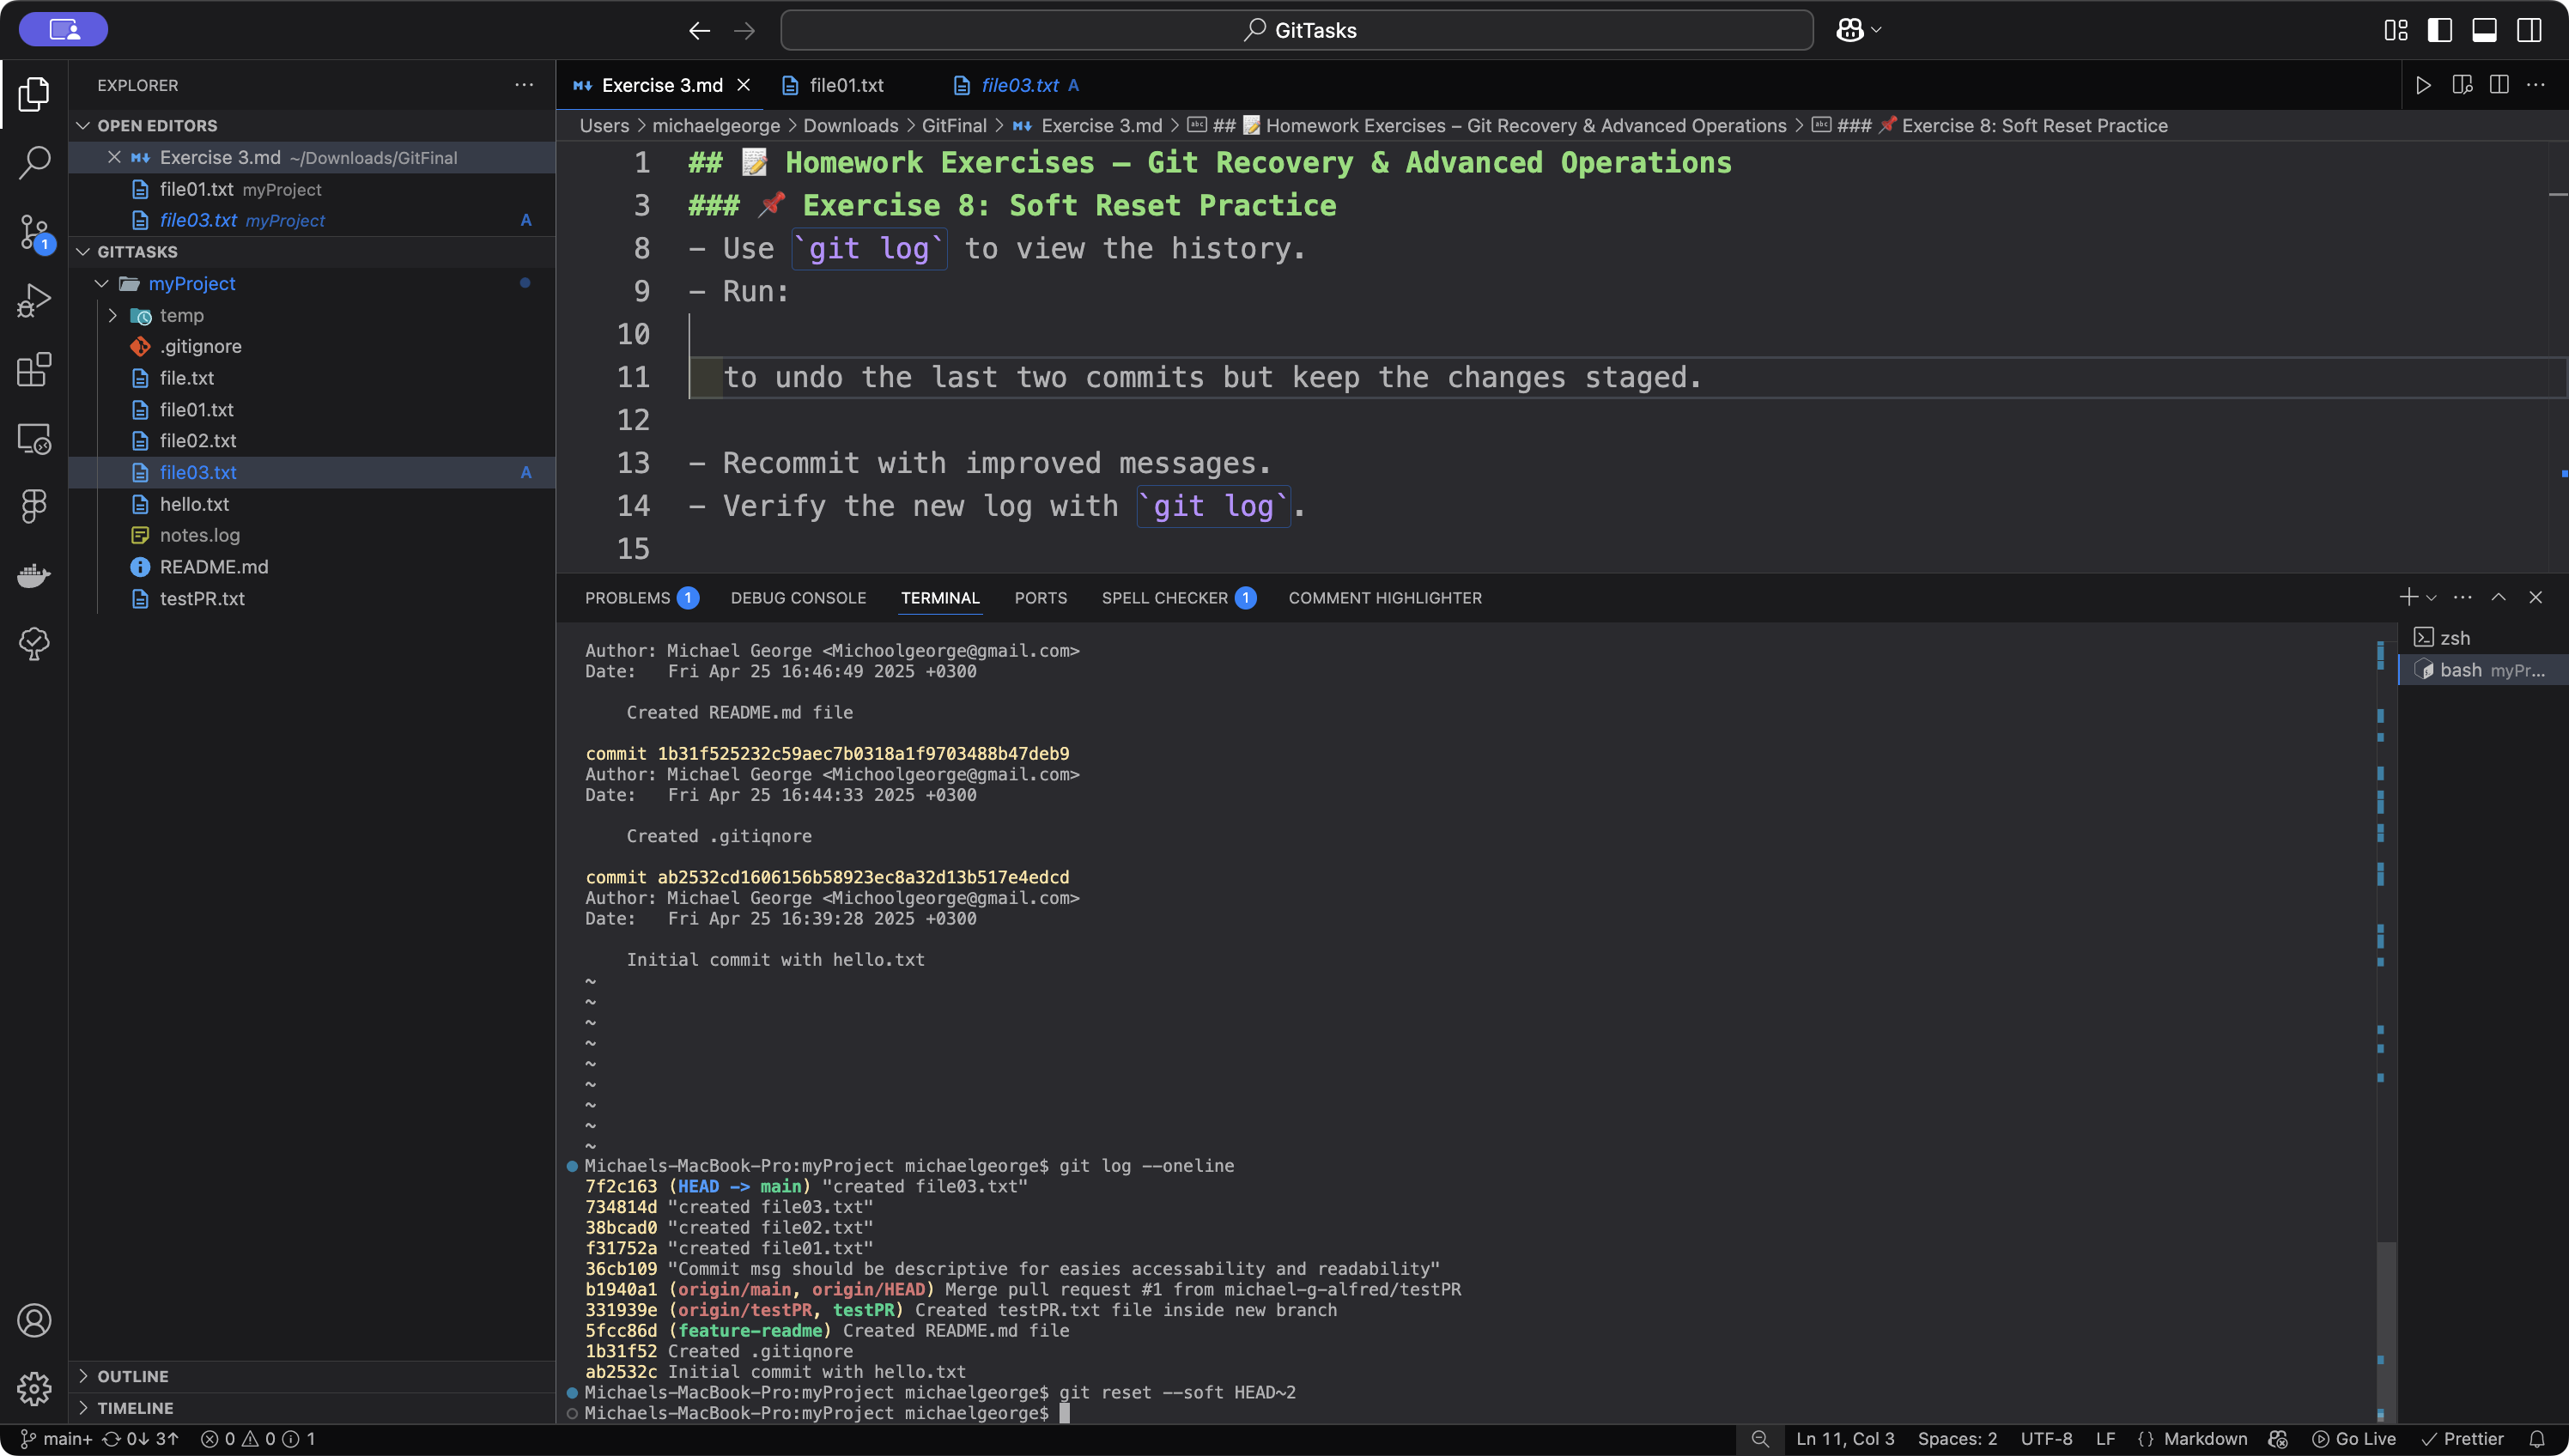 GitTasks
EXPLORER
OPEN EDITORS
Exercise 3.md ~/Downloads/GitFinal
file01.txt myProject
file03.txt myProject A
GITTASKS
myProject
temp
.gitignore
file.txt
file01.txt
file02.txt
file03.txt A
hello.txt
notes.log
README.md
testPR.txt
OUTLINE
TIMELINE
1
Exercise 3.md
file01.txt
file03.txt A
Users > michaelgeorge > Downloads > GitFinal > Exercise 3.md > ## 📝 Homework Exercises – Git Recovery & Advanced Operations > ### 📌 Exercise 8: Soft Reset Practice
1 ## 📝 Homework Exercises – Git Recovery & Advanced Operations
3 ### 📌 Exercise 8: Soft Reset Practice
8 - Use `git log` to view the history.
9 - Run:
10
11 to undo the last two commits but keep the changes staged.
12
13 - Recommit with improved messages.
14 - Verify the new log with `git log`.
15
PROBLEMS 1 DEBUG CONSOLE TERMINAL PORTS SPELL CHECKER 1 COMMENT HIGHLIGHTER
zsh
bash myPr...
Author: Michael George <Michoolgeorge@gmail.com>
Date: Fri Apr 25 16:46:49 2025 +0300
Created README.md file
commit 1b31f525232c59aec7b0318a1f9703488b47deb9
Author: Michael George <Michoolgeorge@gmail.com>
Date: Fri Apr 25 16:44:33 2025 +0300
Created .gitiqnore
commit ab2532cd1606156b58923ec8a32d13b517e4edcd
Author: Michael George <Michoolgeorge@gmail.com>
Date: Fri Apr 25 16:39:28 2025 +0300
Initial commit with hello.txt
~
~
~
~
~
~
~
~
~
Michaels-MacBook-Pro:myProject michaelgeorge$ git log --oneline
7f2c163 (HEAD -> main) "created file03.txt"
734814d "created file03.txt"
38bcad0 "created file02.txt"
f31752a "created file01.txt"
36cb109 "Commit msg should be descriptive for easies accessability and readability"
b1940a1 (origin/main, origin/HEAD) Merge pull request #1 from michael-g-alfred/testPR
331939e (origin/testPR, testPR) Created testPR.txt file inside new branch
5fcc86d (feature-readme) Created README.md file
1b31f52 Created .gitiqnore
ab2532c Initial commit with hello.txt
Michaels-MacBook-Pro:myProject michaelgeorge$ git reset --soft HEAD~2
Michaels-MacBook-Pro:myProject michaelgeorge$
main+ 0↓ 3↑ 0 0 1 Ln 11, Col 3 Spaces: 2 UTF-8 LF {} Markdown Go Live Prettier